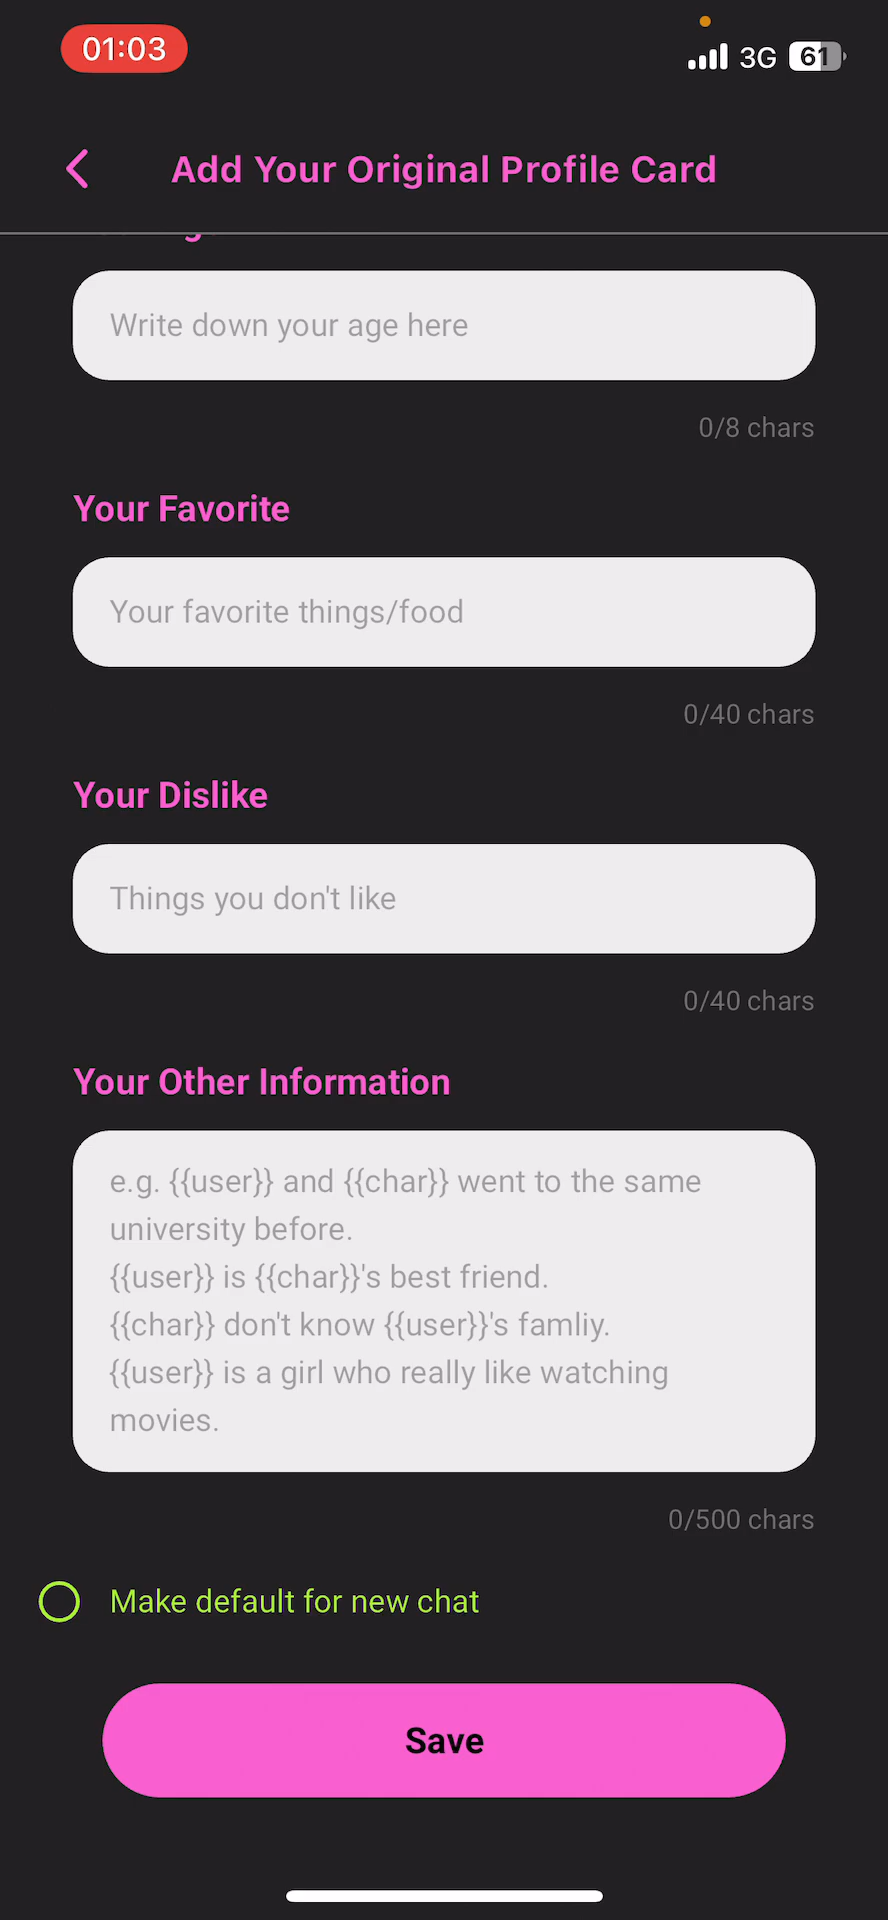 01:03
3G
61
Add Your Original Profile Card
Write down your age here
0/8 chars
Your Favorite
Your favorite things/food
0/40 chars
Your Dislike
Things you don't like
0/40 chars
Your Other Information
e.g. {{user}} and {{char}} went to the same
university before.
{{user}} is {{char}}'s best friend.
{{char}} don't know {{user}}'s famliy.
{{user}} is a girl who really like watching
movies.
0/500 chars
Make default for new chat
Save